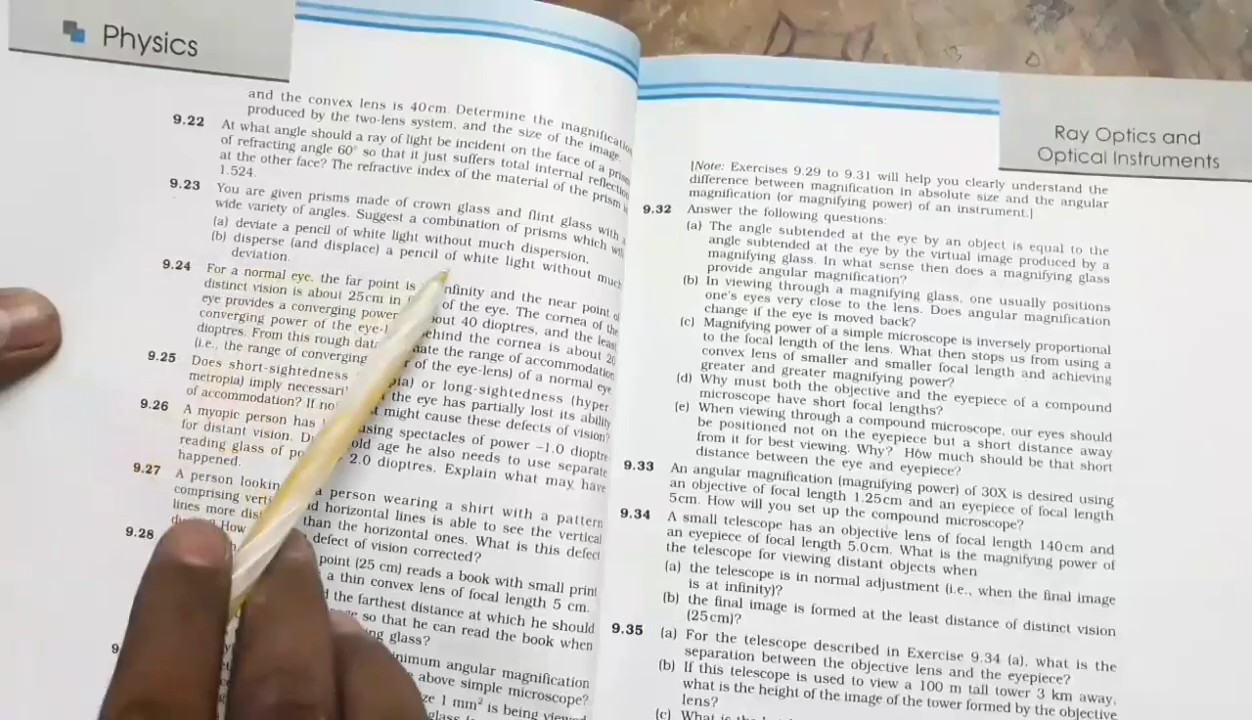 Physics
and the convex lens is 40cm. Determine the magnification
produced by the two-lens system, and the size of the image.
9.22 At what angle should a ray of light be incident on the face of a prism
of refracting angle 60° so that it just suffers total internal reflection
at the other face? The refractive index of the material of the prism is
1.524.
9.23 You are given prisms made of crown glass and flint glass with a
wide variety of angles. Suggest a combination of prisms which will
(a) deviate a pencil of white light without much dispersion,
(b) disperse (and displace) a pencil of white light without much
deviation.
9.24 For a normal eye, the far point is nfinity and the near point of
distinct vision is about 25cm in of the eye. The cornea of the
eye provides a converging power out 40 dioptres, and the least
converging power of the eye- ehind the cornea is about 20
dioptres. From this rough dat ate the range of accommodation
(i.e., the range of converging r of the eye-lens) of a normal eye
9.25 Does short-sightedness ia) or long-sightedness (hyper
metropia) imply necessari the eye has partially lost its ability
of accommodation? If no t might cause these defects of vision?
9.26 A myopic person has using spectacles of power –1.0 dioptre
for distant vision. D old age he also needs to use separate
reading glass of po 2.0 dioptres. Explain what may have
happened.
9.27 A person lookin a person wearing a shirt with a pattern
comprising verti d horizontal lines is able to see the vertical
lines more dis than the horizontal ones. What is this defect
How defect of vision corrected?
9.28 point (25 cm) reads a book with small print
a thin convex lens of focal length 5 cm.
the farthest distance at which he should
so that he can read the book when
ng glass?
nimum angular magnification
above simple microscope?
ze 1 mm² is being viewed
glass
Ray Optics and
Optical Instruments
[Note: Exercises 9.29 to 9.31 will help you clearly understand the
difference between magnification in absolute size and the angular
magnification (or magnifying power) of an instrument.]
9.32 Answer the following questions:
(a) The angle subtended at the eye by an object is equal to the
angle subtended at the eye by the virtual image produced by a
magnifying glass. In what sense then does a magnifying glass
provide angular magnification?
(b) In viewing through a magnifying glass, one usually positions
one's eyes very close to the lens. Does angular magnification
change if the eye is moved back?
(c) Magnifying power of a simple microscope is inversely proportional
to the focal length of the lens. What then stops us from using a
convex lens of smaller and smaller focal length and achieving
greater and greater magnifying power?
(d) Why must both the objective and the eyepiece of a compound
microscope have short focal lengths?
(e) When viewing through a compound microscope, our eyes should
be positioned not on the eyepiece but a short distance away
from it for best viewing. Why? How much should be that short
distance between the eye and eyepiece?
9.33 An angular magnification (magnifying power) of 30X is desired using
an objective of focal length 1.25cm and an eyepiece of focal length
5cm. How will you set up the compound microscope?
9.34 A small telescope has an objective lens of focal length 140cm and
an eyepiece of focal length 5.0cm. What is the magnifying power of
the telescope for viewing distant objects when
(a) the telescope is in normal adjustment (i.e., when the final image
is at infinity)?
(b) the final image is formed at the least distance of distinct vision
(25cm)?
9.35 (a) For the telescope described in Exercise 9.34 (a), what is the
separation between the objective lens and the eyepiece?
(b) If this telescope is used to view a 100 m tall tower 3 km away,
what is the height of the image of the tower formed by the objective
lens?
(c) What is the